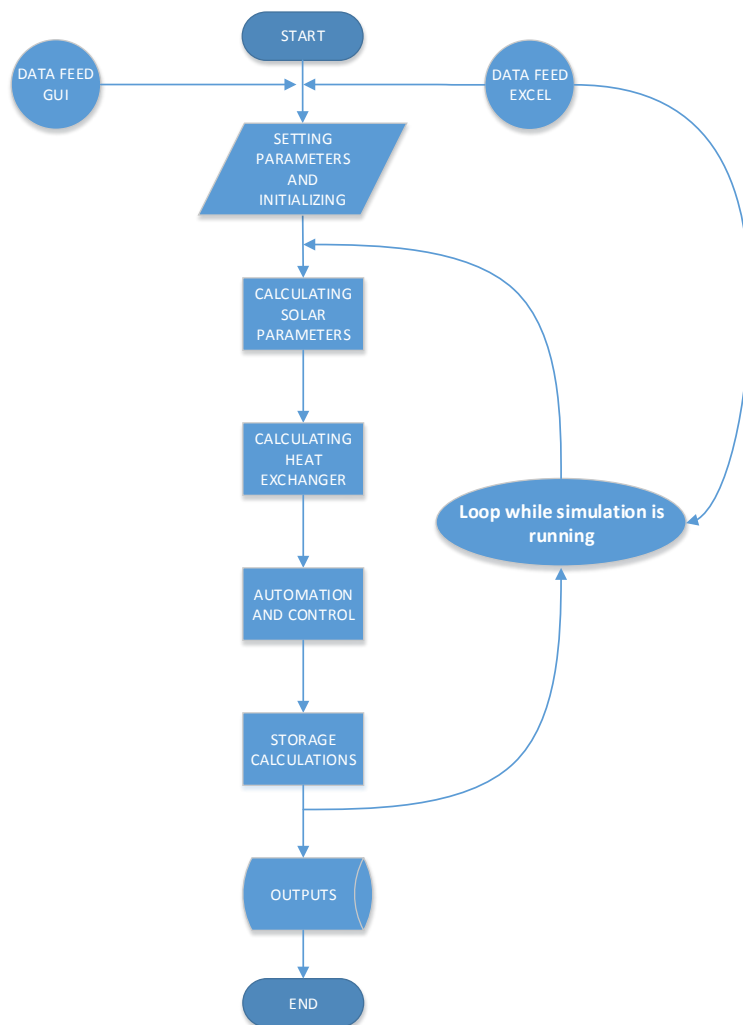 START
DATA FEED
GUI
DATA FEED
EXCEL
SETTING
PARAMETERS
AND
INITIALIZING
CALCULATING
SOLAR
PARAMETERS
CALCULATING
HEAT
EXCHANGER
Loop while simulation is
running
AUTOMATION
AND CONTROL
STORAGE
CALCULATIONS
OUTPUTS
END